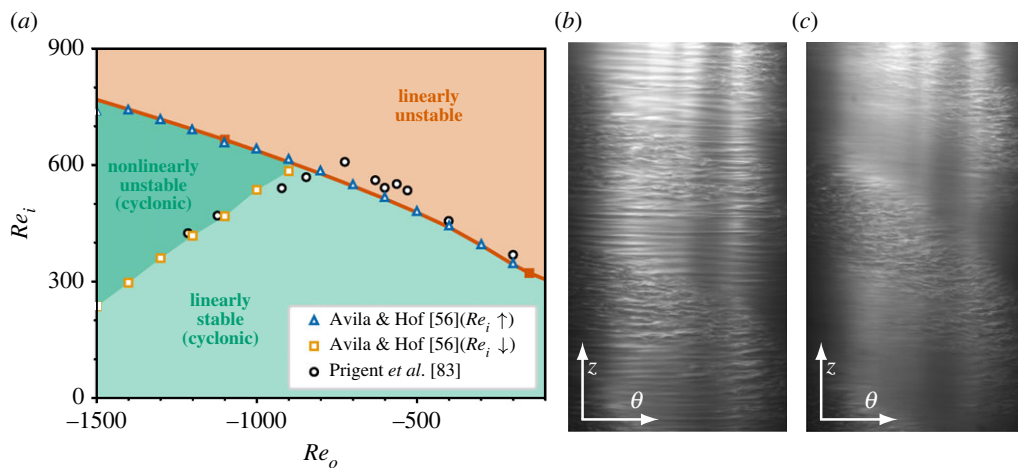 (a)
900
600
300
0
Re_i
−1500
−1000
−500
Re_o
linearly
unstable
nonlinearly
unstable
(cyclonic)
linearly
stable
(cyclonic)
Avila & Hof [56](Re_i ↑)
Avila & Hof [56](Re_i ↓)
Prigent et al. [83]
(b)
z
θ
(c)
z
θ